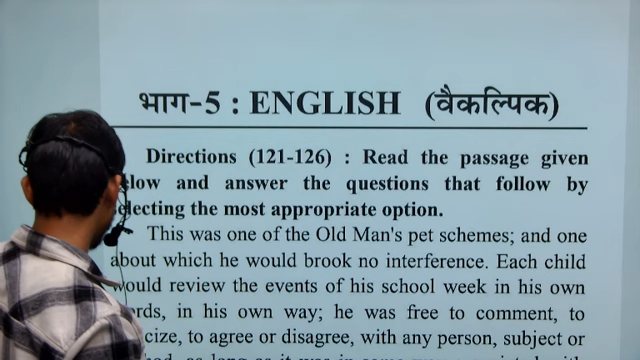 भाग-5 : ENGLISH (वैकल्पिक)
Directions (121-126) : Read the passage given
and answer the questions that follow by
the most appropriate option.
This was one of the Old Man's pet schemes; and one
about which he would brook no interference. Each child
would review the events of his school week in his own
in his own way; he was free to comment, to
to agree or disagree, with any person, subject or